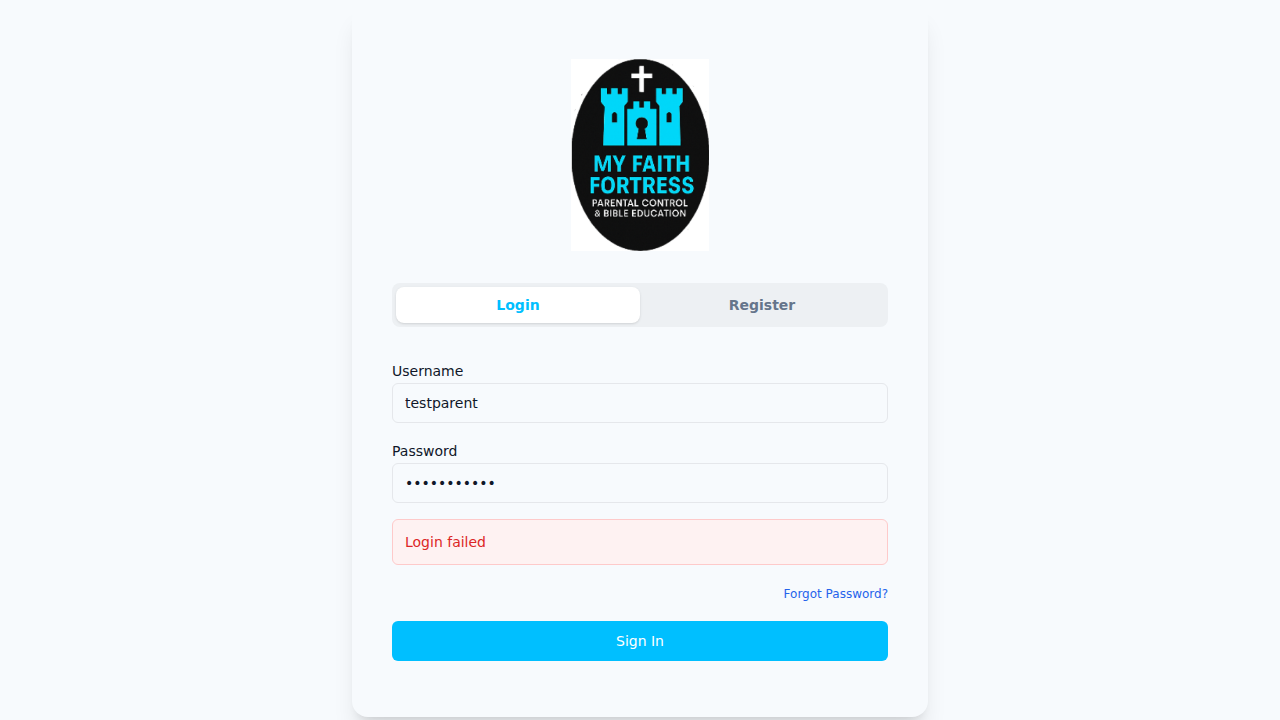 MY FAITH
FORTRESS
PARENTAL CONTROL
& BIBLE EDUCATION
Login
Register
Username
testparent
Password
•••••••••••
Login failed
Forgot Password?
Sign In